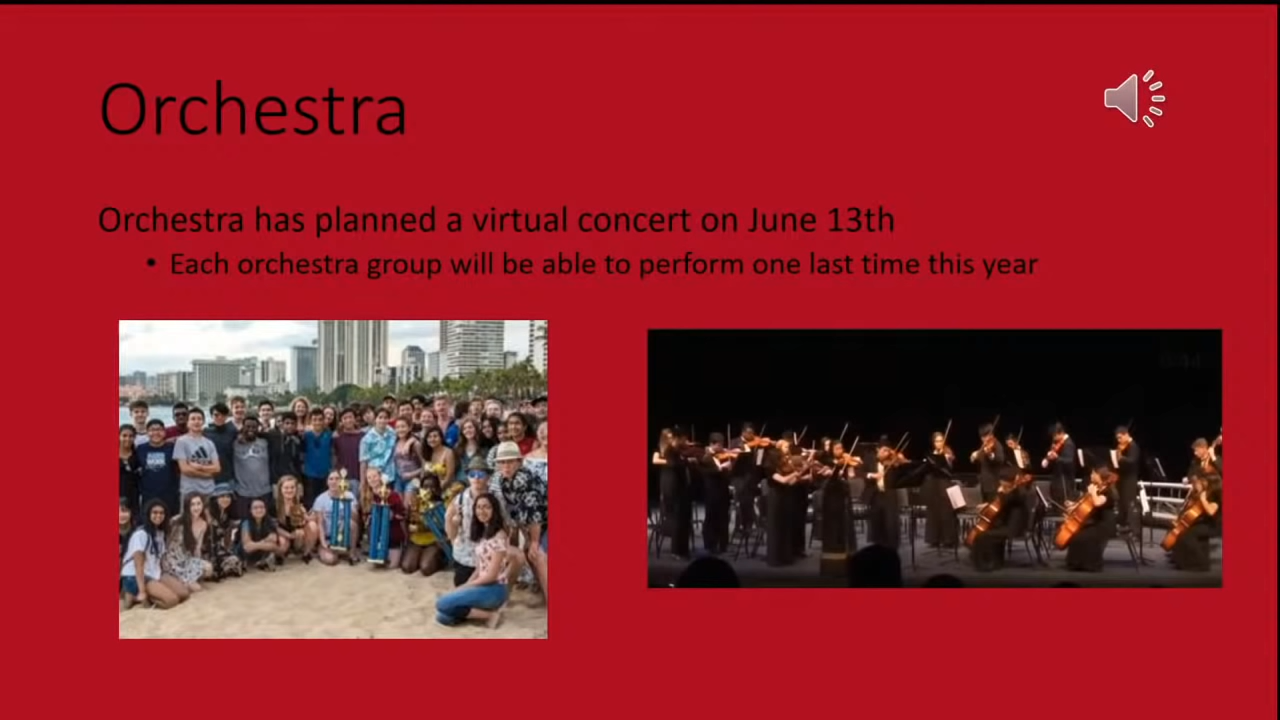 Orchestra
Orchestra has planned a virtual concert on June 13th
• Each orchestra group will be able to perform one last time this year